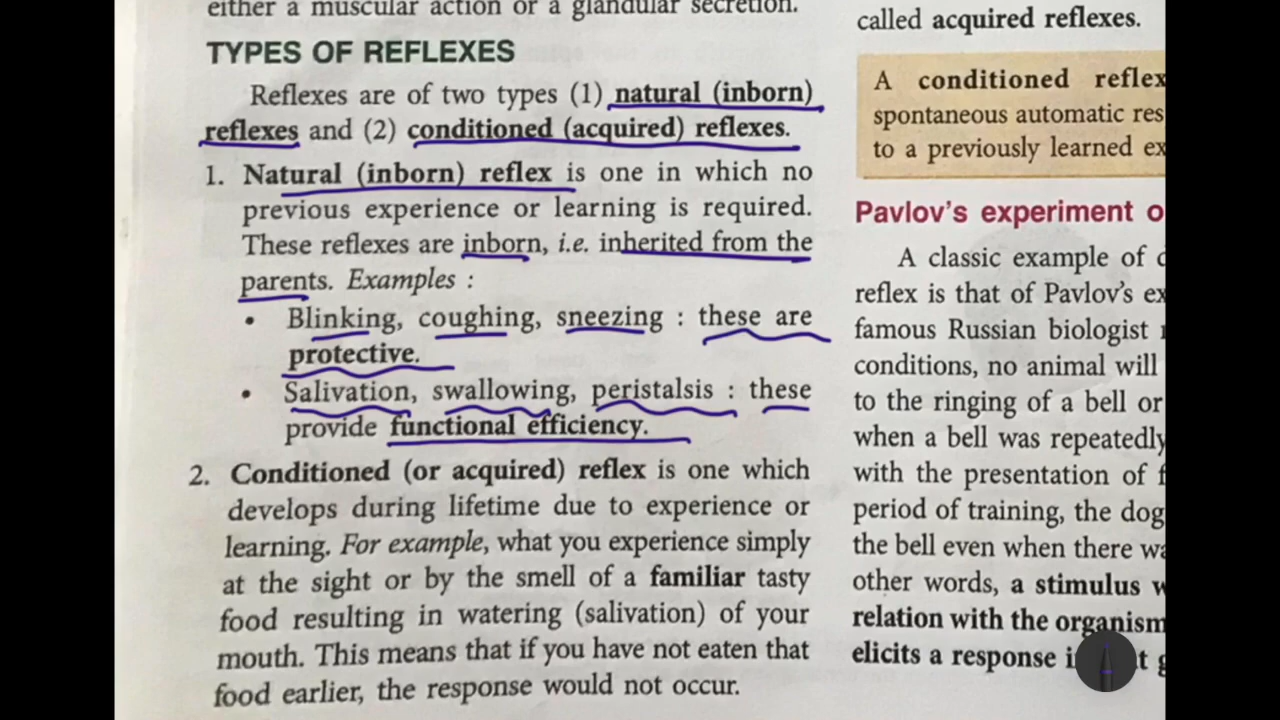 either a muscular action or a glandular secretion.
TYPES OF REFLEXES
Reflexes are of two types (1) natural (inborn)
reflexes and (2) conditioned (acquired) reflexes.
1. Natural (inborn) reflex is one in which no
previous experience or learning is required.
These reflexes are inborn, i.e. inherited from the
parents. Examples :
• Blinking, coughing, sneezing : these are
protective.
• Salivation, swallowing, peristalsis : these
provide functional efficiency.
2. Conditioned (or acquired) reflex is one which
develops during lifetime due to experience or
learning. For example, what you experience simply
at the sight or by the smell of a familiar tasty
food resulting in watering (salivation) of your
mouth. This means that if you have not eaten that
food earlier, the response would not occur.
called acquired reflexes.
A conditioned reflex
spontaneous automatic res
to a previously learned ex
Pavlov's experiment o
A classic example of
reflex is that of Pavlov's ex
famous Russian biologist
conditions, no animal will
to the ringing of a bell or
when a bell was repeatedly
with the presentation of f
period of training, the dog
the bell even when there wa
other words, a stimulus w
relation with the organism
elicits a response